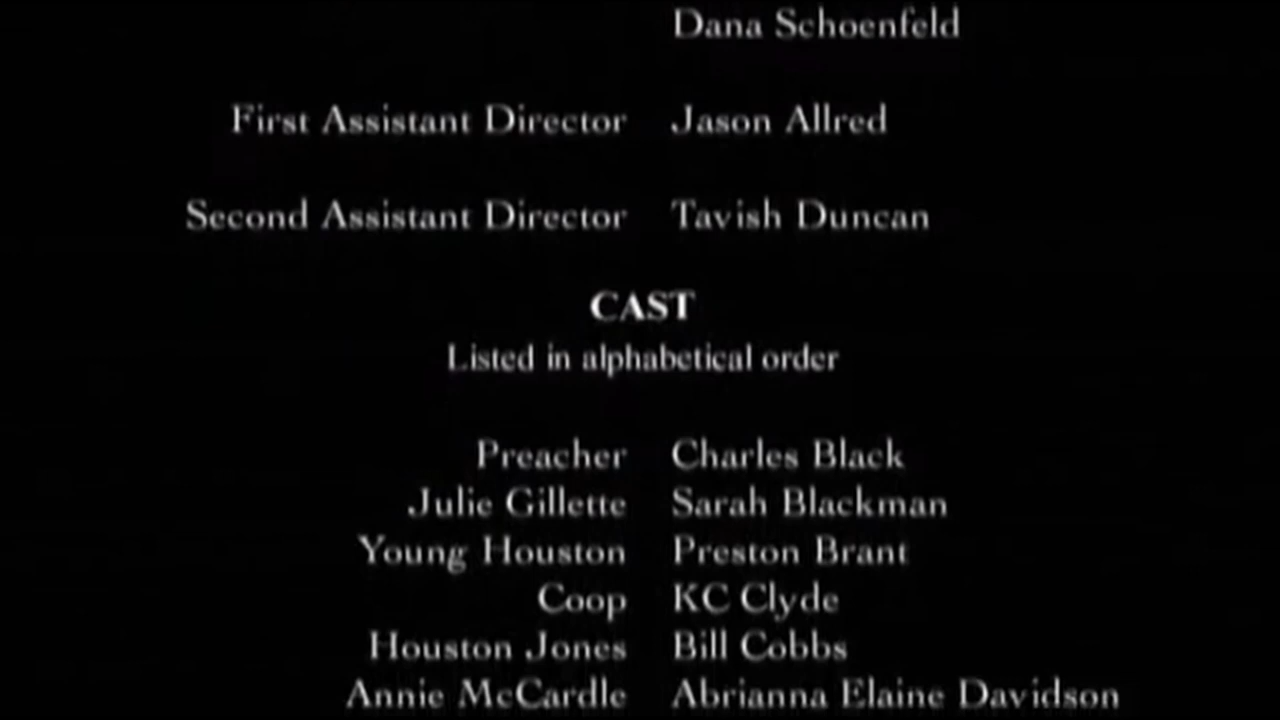 Dana Schoenfeld
First Assistant Director Jason Allred
Second Assistant Director Tavish Duncan
CAST
Listed in alphabetical order
Preacher Charles Black
Julie Gillette Sarah Blackman
Young Houston Preston Brant
Coop KC Clyde
Houston Jones Bill Cobbs
Annie McCardle Abrianna Elaine Davidson